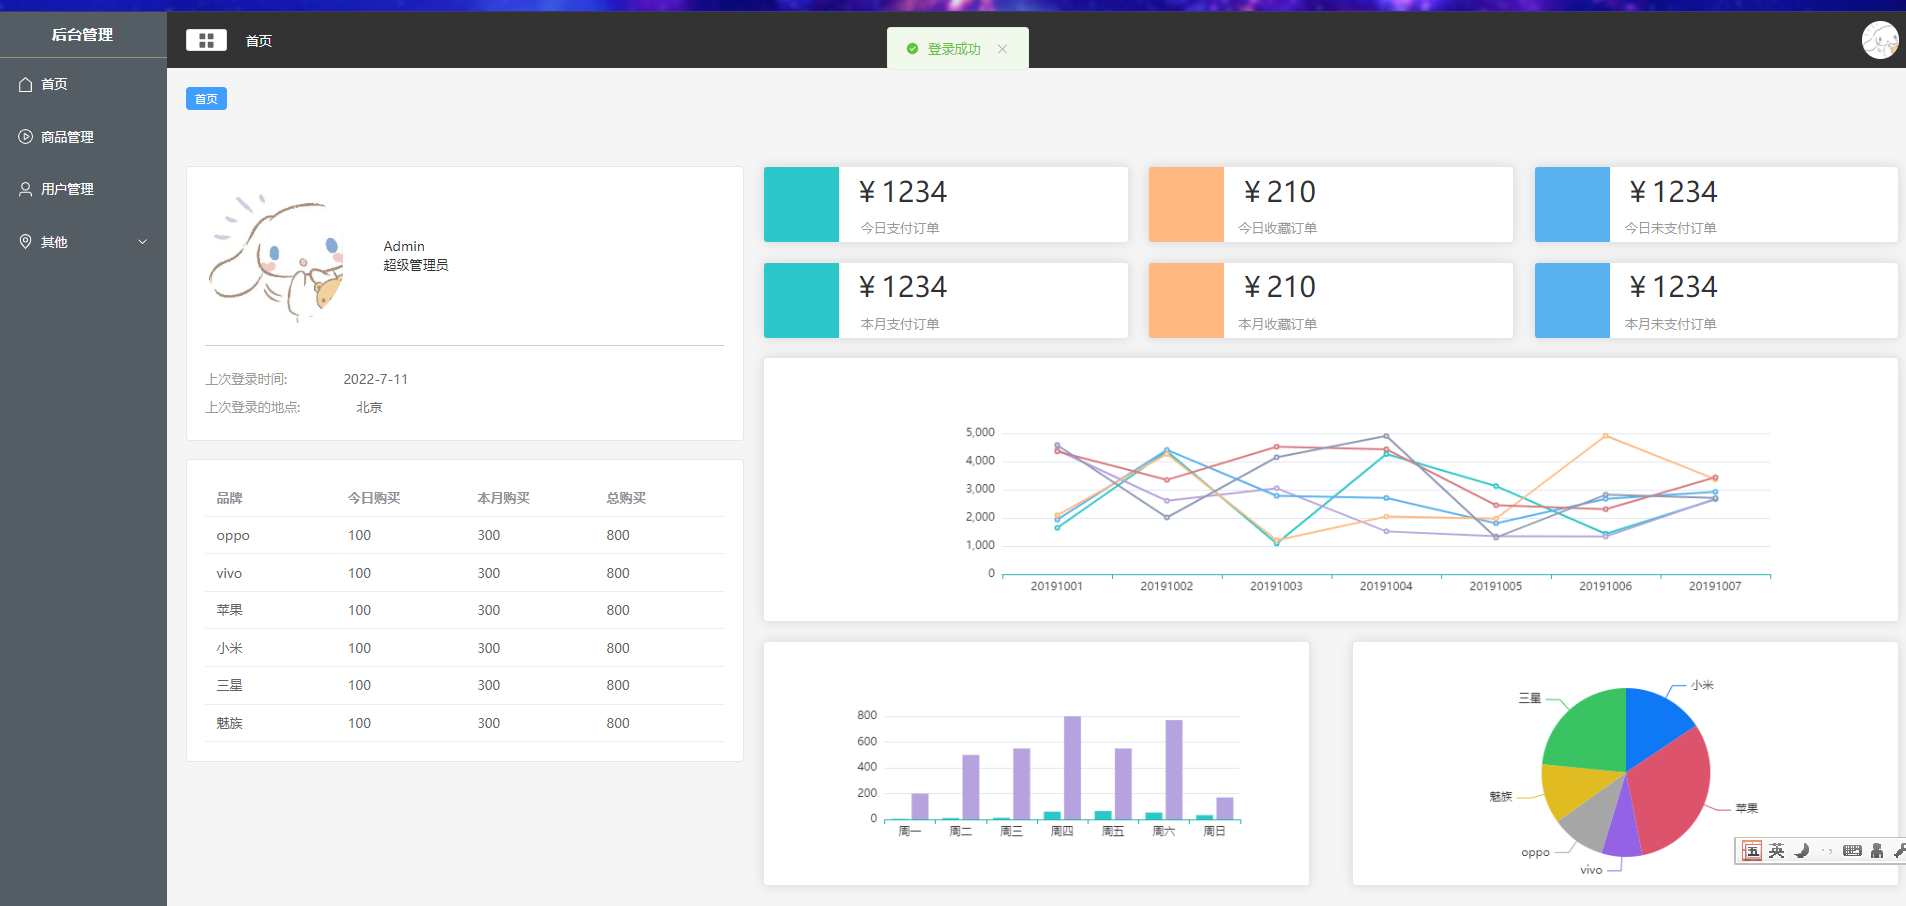 后台管理
首页
商品管理
用户管理
其他
首页
登录成功
首页
Admin
超级管理员
上次登录时间: 2022-7-11
上次登录的地点: 北京
品牌 今日购买 本月购买 总购买
oppo 100 300 800
vivo 100 300 800
苹果 100 300 800
小米 100 300 800
三星 100 300 800
魅族 100 300 800
¥1234
今日支付订单
¥210
今日收藏订单
¥1234
今日未支付订单
¥1234
本月支付订单
¥210
本月收藏订单
¥1234
本月未支付订单
5,000
4,000
3,000
2,000
1,000
0
20191001 20191002 20191003 20191004 20191005 20191006 20191007
800
600
400
200
0
周一 周二 周三 周四 周五 周六 周日
小米
三星
魅族
苹果
oppo
vivo
五 英